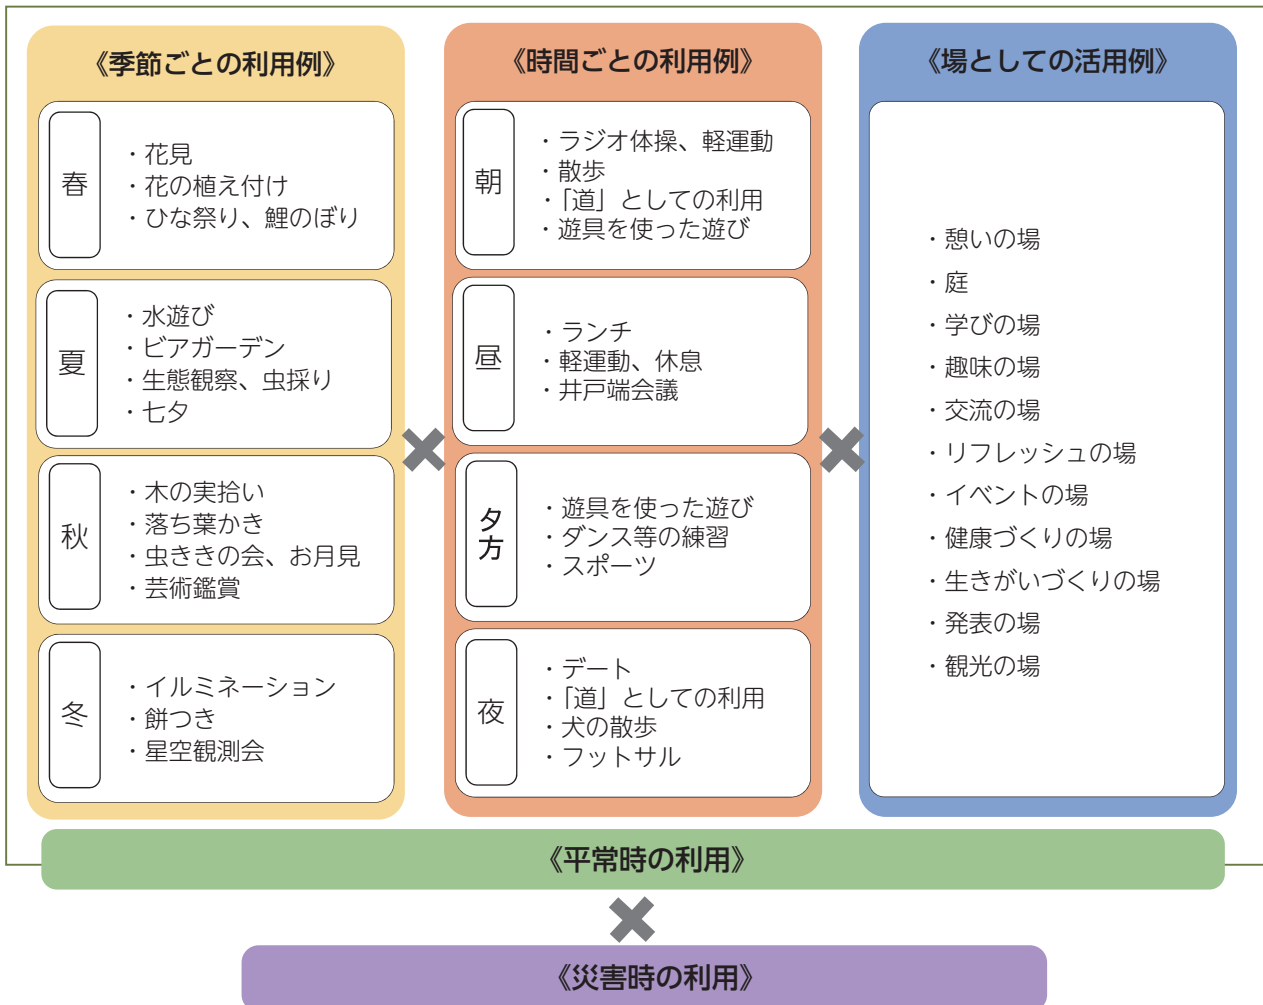 《季節ごとの利用例》
春
・花見
・花の植え付け
・ひな祭り、鯉のぼり
夏
・水遊び
・ビアガーデン
・生態観察、虫採り
・七夕
秋
・木の実拾い
・落ち葉かき
・虫ききの会、お月見
・芸術鑑賞
冬
・イルミネーション
・餅つき
・星空観測会
《時間ごとの利用例》
朝
・ラジオ体操、軽運動
・散歩
・「道」としての利用
・遊具を使った遊び
昼
・ランチ
・軽運動、休息
・井戸端会議
夕方
・遊具を使った遊び
・ダンス等の練習
・スポーツ
夜
・デート
・「道」としての利用
・犬の散歩
・フットサル
《場としての活用例》
・憩いの場
・庭
・学びの場
・趣味の場
・交流の場
・リフレッシュの場
・イベントの場
・健康づくりの場
・生きがいづくりの場
・発表の場
・観光の場
《平常時の利用》
《災害時の利用》